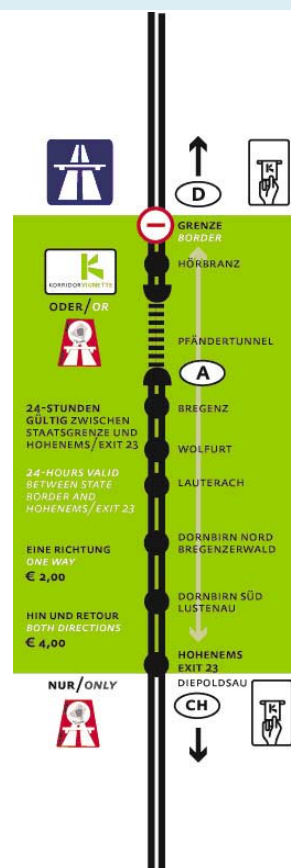 D
GRENZE
BORDER
HÖRBRANZ
K
KORRIDORVIGNETTE
ODER/OR
PFÄNDERTUNNEL
A
24-STUNDEN
GÜLTIG ZWISCHEN
STAATSGRENZE UND
HOHENEMS/EXIT 23
24-HOURS VALID
BETWEEN STATE
BORDER AND
HOHENEMS/EXIT 23
BREGENZ
WOLFURT
LAUTERACH
EINE RICHTUNG
ONE WAY
€ 2,00
DORNBIRN NORD
BREGENZERWALD
HIN UND RETOUR
BOTH DIRECTIONS
€ 4,00
DORNBIRN SÜD
LUSTENAU
HOHENEMS
EXIT 23
NUR/ONLY
DIEPOLDSAU
CH
K